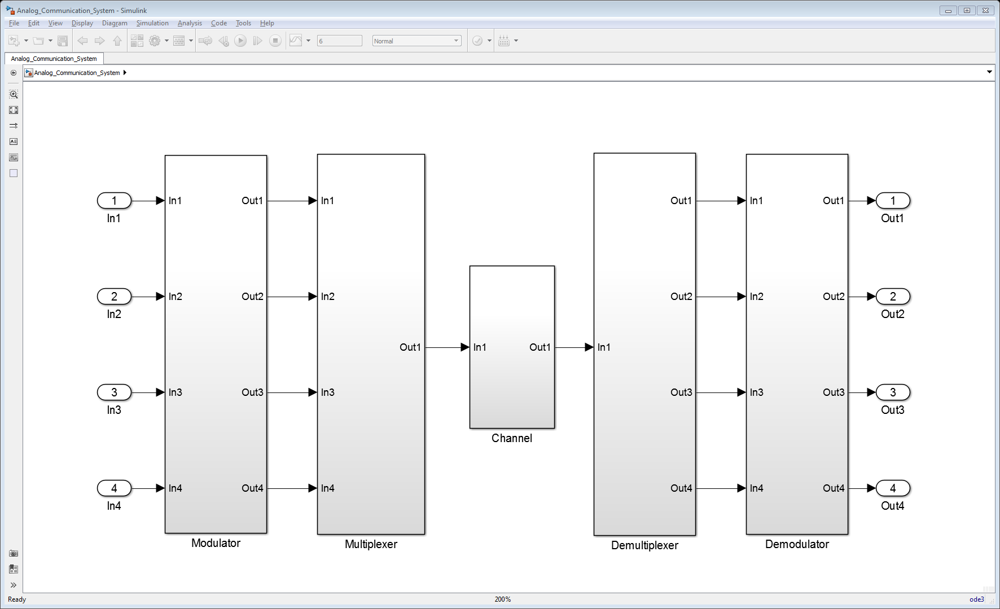 Analog_Communication_System - Simulink
File Edit View Display Diagram Simulation Analysis Code Tools Help
6 Normal
Analog_Communication_System
Analog_Communication_System
1 In1 Out1 In1 Out1 In1 Out1 1
In1 Out1
2 In2 Out2 In2 Out2 In2 Out2 2
In2 Out2
Out1 In1 Out1 In1
3 In3 Out3 In3 Out3 In3 Out3 3
In3 Out3
Channel
4 In4 Out4 In4 Out4 In4 Out4 4
In4 Out4
Modulator Multiplexer Demultiplexer Demodulator
Ready 200% ode3